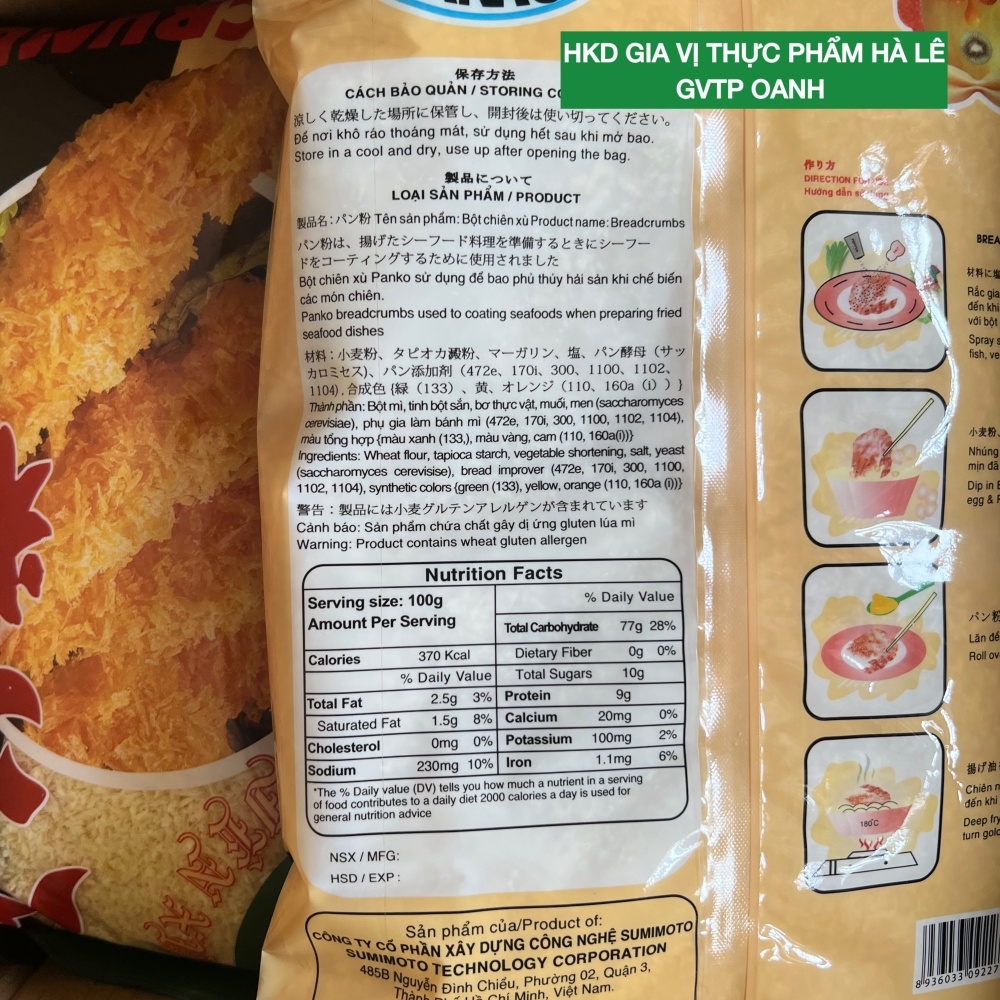 HKD GIA VỊ THỰC PHẨM HÀ LÊ
GVTP OANH
保存方法
CÁCH BẢO QUẢN / STORING
涼しく乾燥した場所に保管し、開封後は使い切ってください。
Để nơi khô ráo thoáng mát, sử dụng hết sau khi mở bao.
Store in a cool and dry, use up after opening the bag.
製品について
LOẠI SẢN PHẨM / PRODUCT
製品名:パン粉 Tên sản phẩm: Bột chiên xù Product name: Breadcrumbs
パン粉は、揚げたシーフード料理を準備するときにシーフー
ドをコーティングするために使用されました
Bột chiên xù Panko sử dụng để bao phủ thủy hải sản khi chế biến
các món chiên.
Panko breadcrumbs used to coating seafoods when preparing fried
seafood dishes
材料:小麦粉、タピオカ澱粉、マーガリン、塩、パン酵母(サッ
カロミセス)、パン添加剤(472e、170i、300、1100、1102、
1104),合成色{緑(133)、黄、オレンジ(110、160a(i))}
Thành phần: Bột mì, tinh bột sắn, bơ thực vật, muối, men (saccharomyces
cerevisiae), phụ gia làm bánh mì (472e, 170i, 300, 1100, 1102, 1104),
màu tổng hợp {màu xanh (133,), màu vàng, cam (110, 160a(i))}
Ingredients: Wheat flour, tapioca starch, vegetable shortening, salt, yeast
(saccharomyces cerevisise), bread improver (472e, 170i, 300, 1100,
1102, 1104), synthetic colors {green (133), yellow, orange (110, 160a (i))}
警告:製品には小麦グルテンアレルゲンが含まれています
Cảnh báo: Sản phẩm chứa chất gây dị ứng gluten lúa mì
Warning: Product contains wheat gluten allergen
Nutrition Facts
Serving size: 100g
Amount Per Serving
Calories 370 Kcal
% Daily Value
Total Fat 2.5g 3%
Saturated Fat 1.5g 8%
Cholesterol 0mg 0%
Sodium 230mg 10%
% Daily Value
Total Carbohydrate 77g 28%
Dietary Fiber 0g 0%
Total Sugars 10g
Protein 9g
Calcium 20mg 0%
Potassium 100mg 2%
Iron 1.1mg 6%
*The % Daily value (DV) tells you how much a nutrient in a serving
of food contributes to a daily diet 2000 calories a day is used for
general nutrition advice
NSX / MFG:
HSD / EXP :
Sản phẩm của/Product of:
CÔNG TY CỔ PHẦN XÂY DỰNG CÔNG NGHỆ SUMIMOTO
SUMIMOTO TECHNOLOGY CORPORATION
485B Nguyễn Đình Chiểu, Phường 02, Quận 3,
Thành Phố Hồ Chí Minh, Việt Nam.
作り方
DIRECTION
Hướng dẫn
180°C
BREA
材料に塩
Rắc gia
đến khi
với bột
Spray s
fish, ve
小麦粉、
Nhúng
mịn đã
Dip in
egg &
パン粉
Lăn để
Roll ov
揚げ油
Chiên n
đến khi
Deep fry
turn gold
8 936033 09227